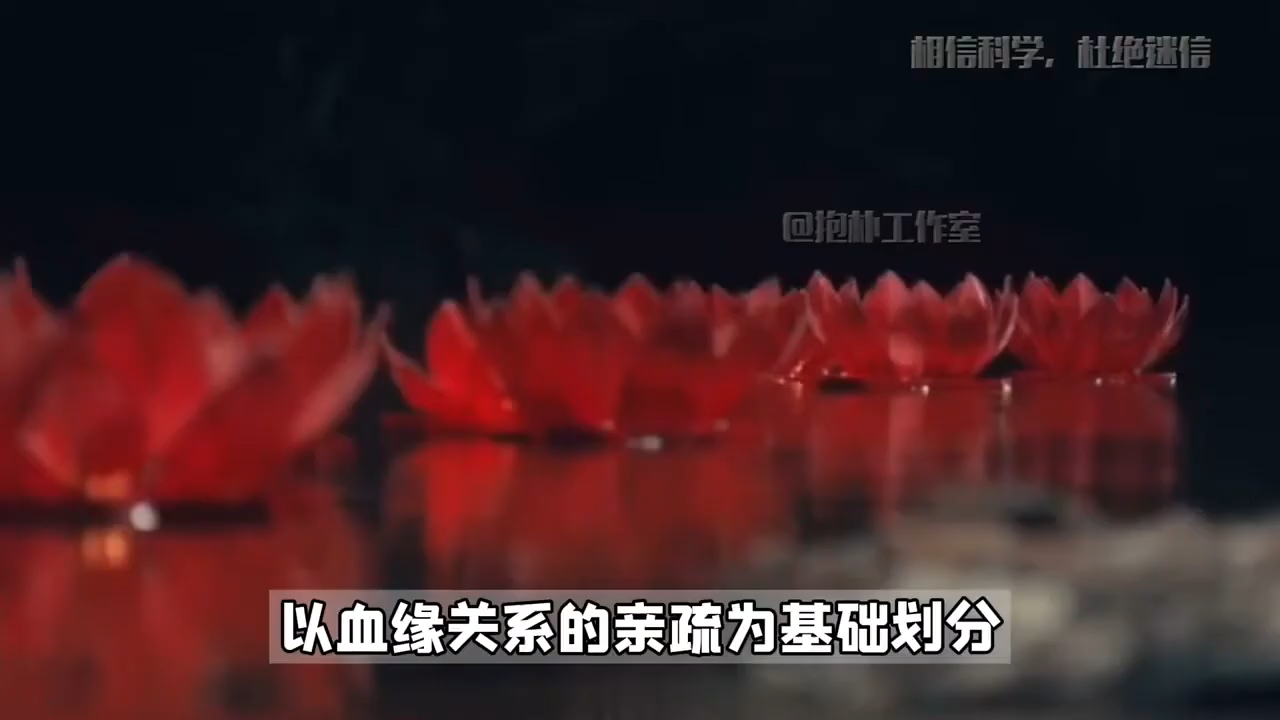 相信科学，杜绝迷信
@抱朴工作室
以血缘关系的亲疏为基础划分